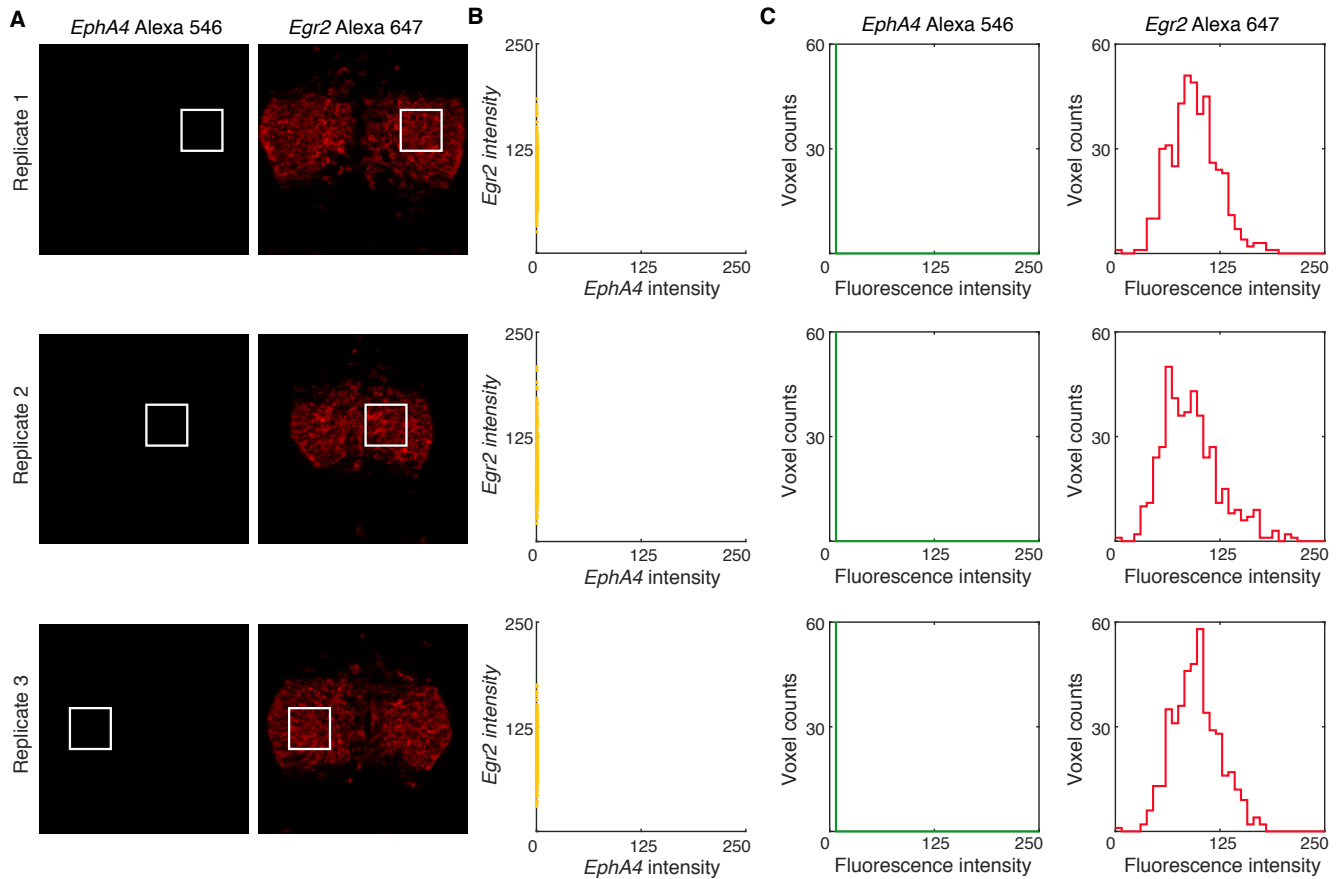 A
B
C
EphA4 Alexa 546
Egr2 Alexa 647
EphA4 Alexa 546
Egr2 Alexa 647
Replicate 1
Egr2 intensity
250
125
0
125
250
EphA4 intensity
Voxel counts
60
30
0
125
250
Fluorescence intensity
Voxel counts
60
30
0
125
250
Fluorescence intensity
Replicate 2
Egr2 intensity
250
125
0
125
250
EphA4 intensity
Voxel counts
60
30
0
125
250
Fluorescence intensity
Voxel counts
60
30
0
125
250
Fluorescence intensity
Replicate 3
Egr2 intensity
250
125
0
125
250
EphA4 intensity
Voxel counts
60
30
0
125
250
Fluorescence intensity
Voxel counts
60
30
0
125
250
Fluorescence intensity